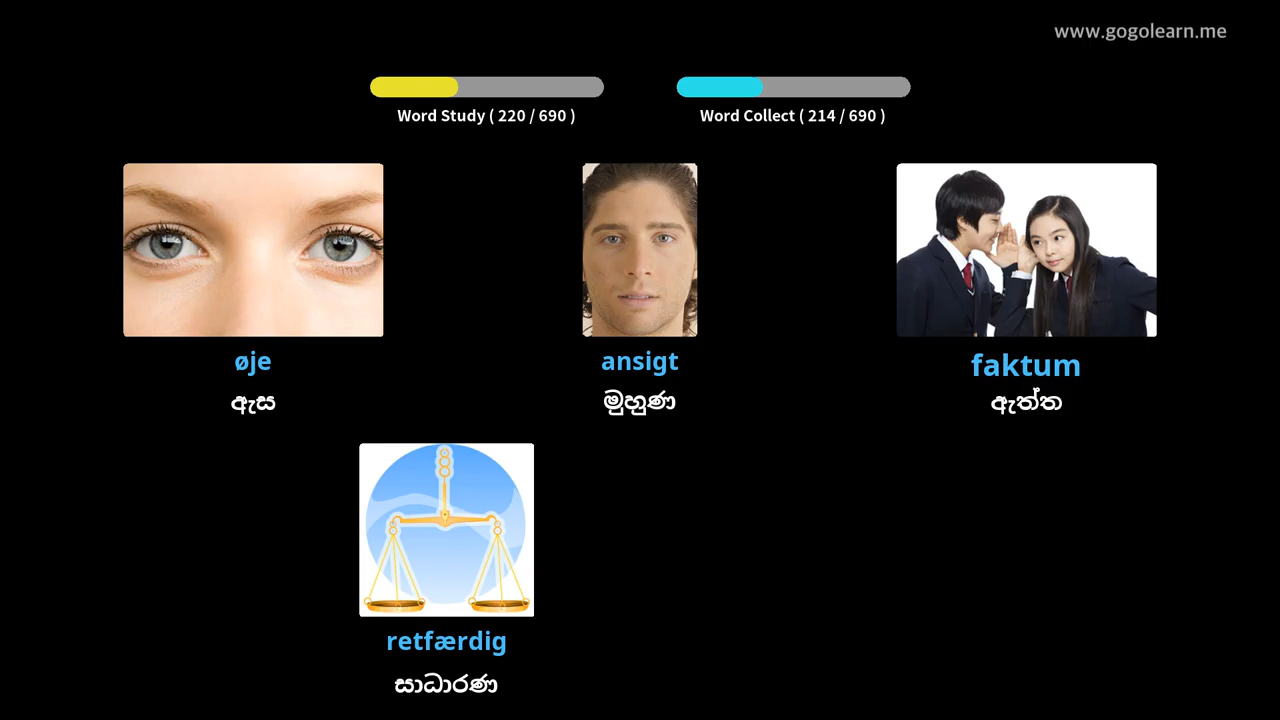 www.gogolearn.me
Word Study ( 220 / 690 )
Word Collect ( 214 / 690 )
øje
ඇස
ansigt
මුහුණ
faktum
ඇත්ත
retfærdig
සාධාරණ